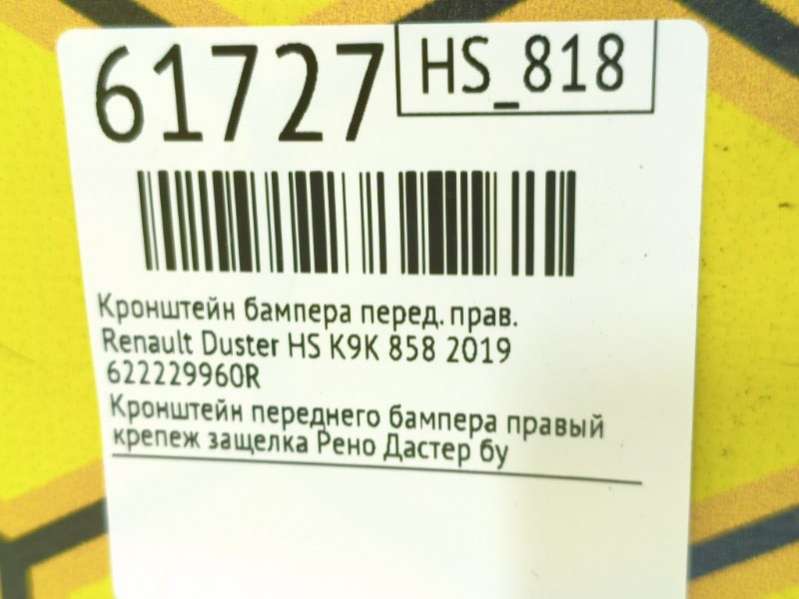 61727
HS_818
Кронштейн бампера перед. прав.
Renault Duster HS K9K 858 2019
622229960R
Кронштейн переднего бампера правый
крепеж защелка Рено Дастер бу